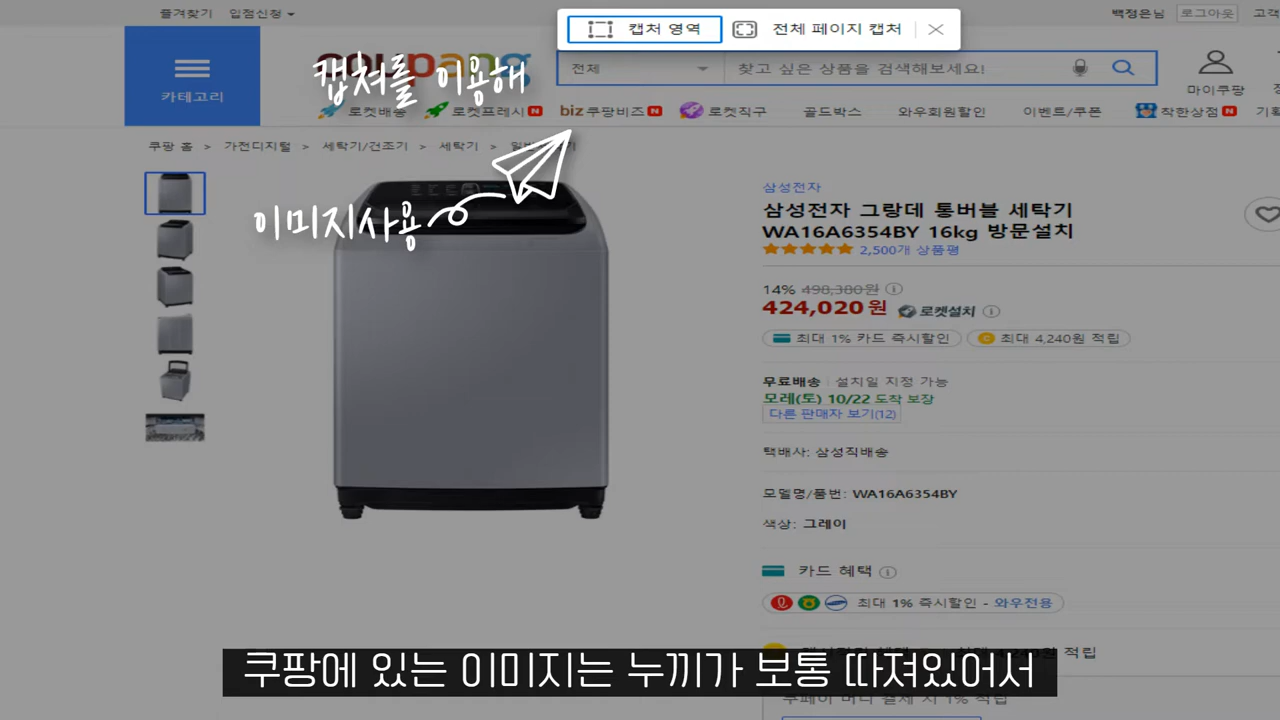 즐겨찾기 입점신청
캡처 영역 전체 페이지 캡처
백정은님 로그아웃 고객
카테고리
coupang
캡쳐를 이용해
전체 찾고 싶은 상품을 검색해보세요!
마이쿠팡
로켓배송 로켓프레시 N biz 쿠팡비즈 N 로켓직구 골드박스 와우회원할인 이벤트/쿠폰 착한상점 N 기획
쿠팡 홈 > 가전디지털 > 세탁기/건조기 > 세탁기 >
이미지사용
삼성전자
삼성전자 그랑데 통버블 세탁기
WA16A6354BY 16kg 방문설치
2,500개 상품평
14% 498,380원
424,020원 로켓설치
최대 1% 카드 즉시할인 최대 4,240원 적립
무료배송 설치일 지정 가능
모레(토) 10/22 도착 보장
다른 판매자 보기(12)
택배사: 삼성직배송
모델명/품번: WA16A6354BY
색상: 그레이
카드 혜택
최대 1% 즉시할인 - 와우전용
적립
쿠팡에 있는 이미지는 누끼가 보통 따져있어서